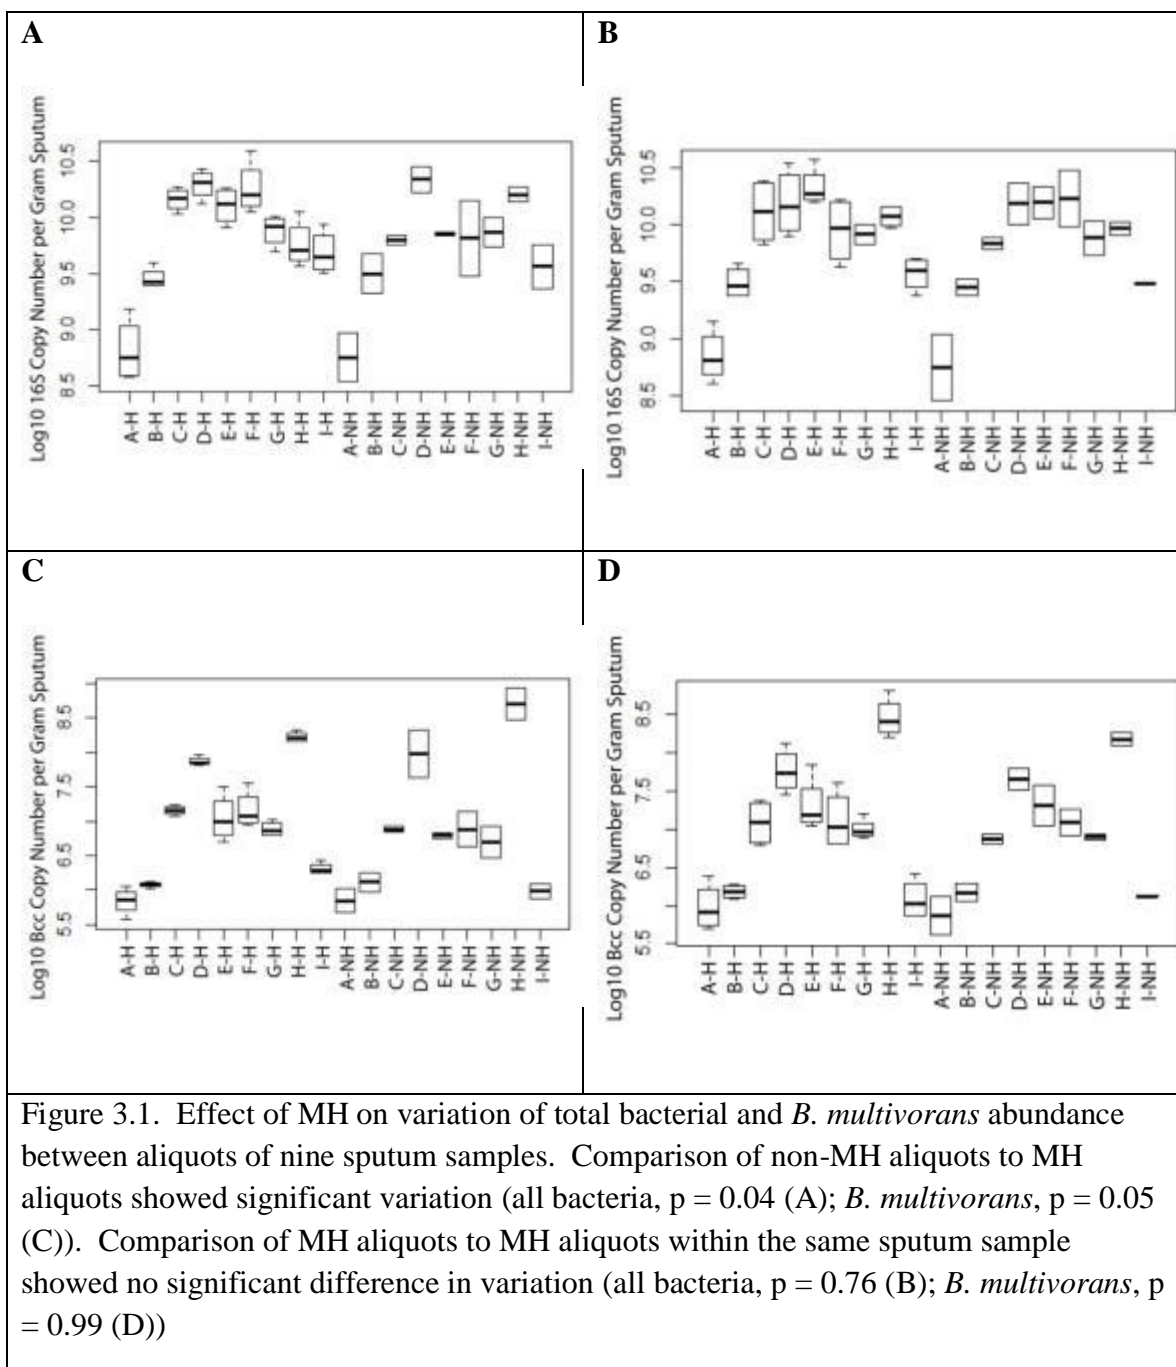 A
Log10 16S Copy Number per Gram Sputum
8.5 9.0 9.5 10.0 10.5
A-H B-H C-H D-H E-H F-H G-H H-H I-H A-NH B-NH C-NH D-NH E-NH F-NH G-NH H-NH I-NH
B
Log10 16S Copy Number per Gram Sputum
8.5 9.0 9.5 10.0 10.5
A-H B-H C-H D-H E-H F-H G-H H-H I-H A-NH B-NH C-NH D-NH E-NH F-NH G-NH H-NH I-NH
C
Log10 Bcc Copy Number per Gram Sputum
5.5 6.5 7.5 8.5
A-H B-H C-H D-H E-H F-H G-H H-H I-H A-NH B-NH C-NH D-NH E-NH F-NH G-NH H-NH I-NH
D
Log10 Bcc Copy Number per Gram Sputum
5.5 6.5 7.5 8.5
A-H B-H C-H D-H E-H F-H G-H H-H I-H A-NH B-NH C-NH D-NH E-NH F-NH G-NH H-NH I-NH
Figure 3.1. Effect of MH on variation of total bacterial and B. multivorans abundance
between aliquots of nine sputum samples. Comparison of non-MH aliquots to MH
aliquots showed significant variation (all bacteria, p = 0.04 (A); B. multivorans, p = 0.05
(C)). Comparison of MH aliquots to MH aliquots within the same sputum sample
showed no significant difference in variation (all bacteria, p = 0.76 (B); B. multivorans, p
= 0.99 (D))